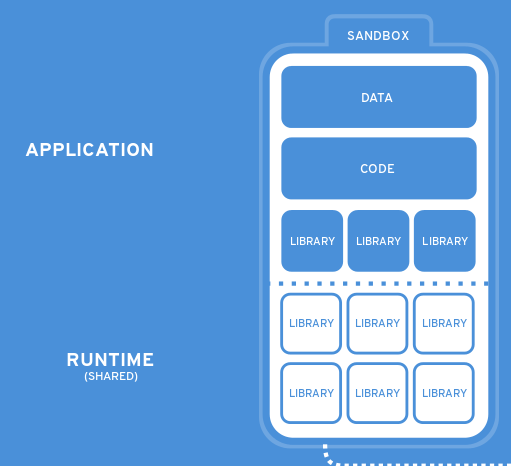 SANDBOX
DATA
APPLICATION
CODE
LIBRARY LIBRARY LIBRARY
LIBRARY LIBRARY LIBRARY
RUNTIME
(SHARED)
LIBRARY LIBRARY LIBRARY